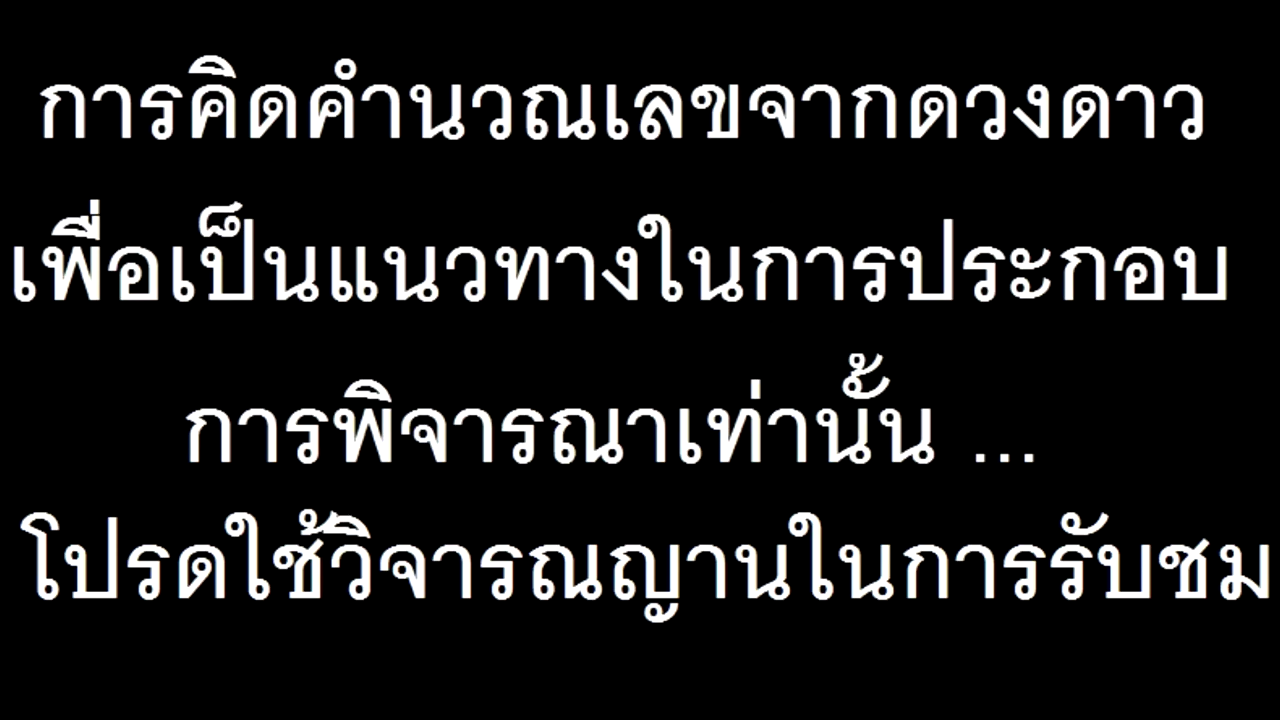 การคิดคำนวณเลขจากดวงดาว
เพื่อเป็นแนวทางในการประกอบ
การพิจารณาเท่านั้น ...
โปรดใช้วิจารณญานในการรับชม